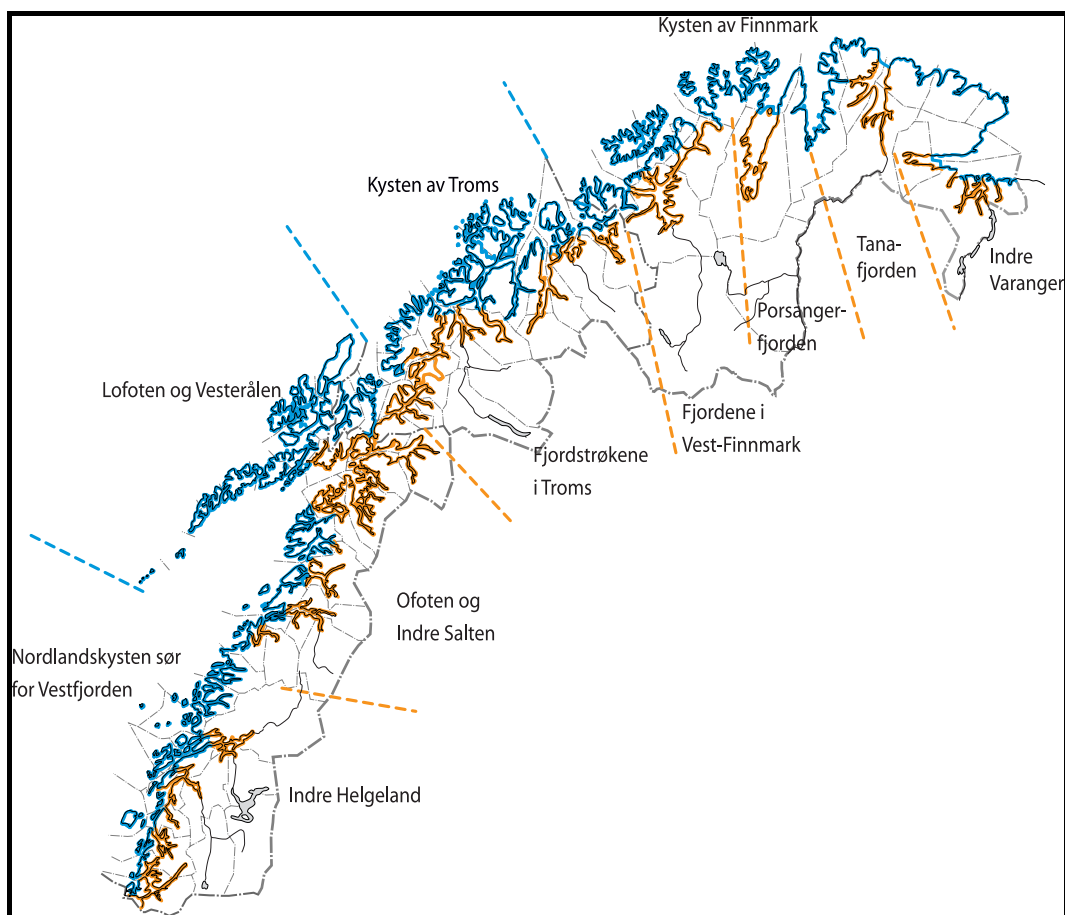 Kysten av Finnmark
Kysten av Troms
Tana-
fjorden
Indre
Varanger
Porsanger-
fjorden
Lofoten og Vesterålen
Fjordene i
Vest-Finnmark
Fjordstrøkene
i Troms
Ofoten og
Indre Salten
Nordlandskysten sør
for Vestfjorden
Indre Helgeland